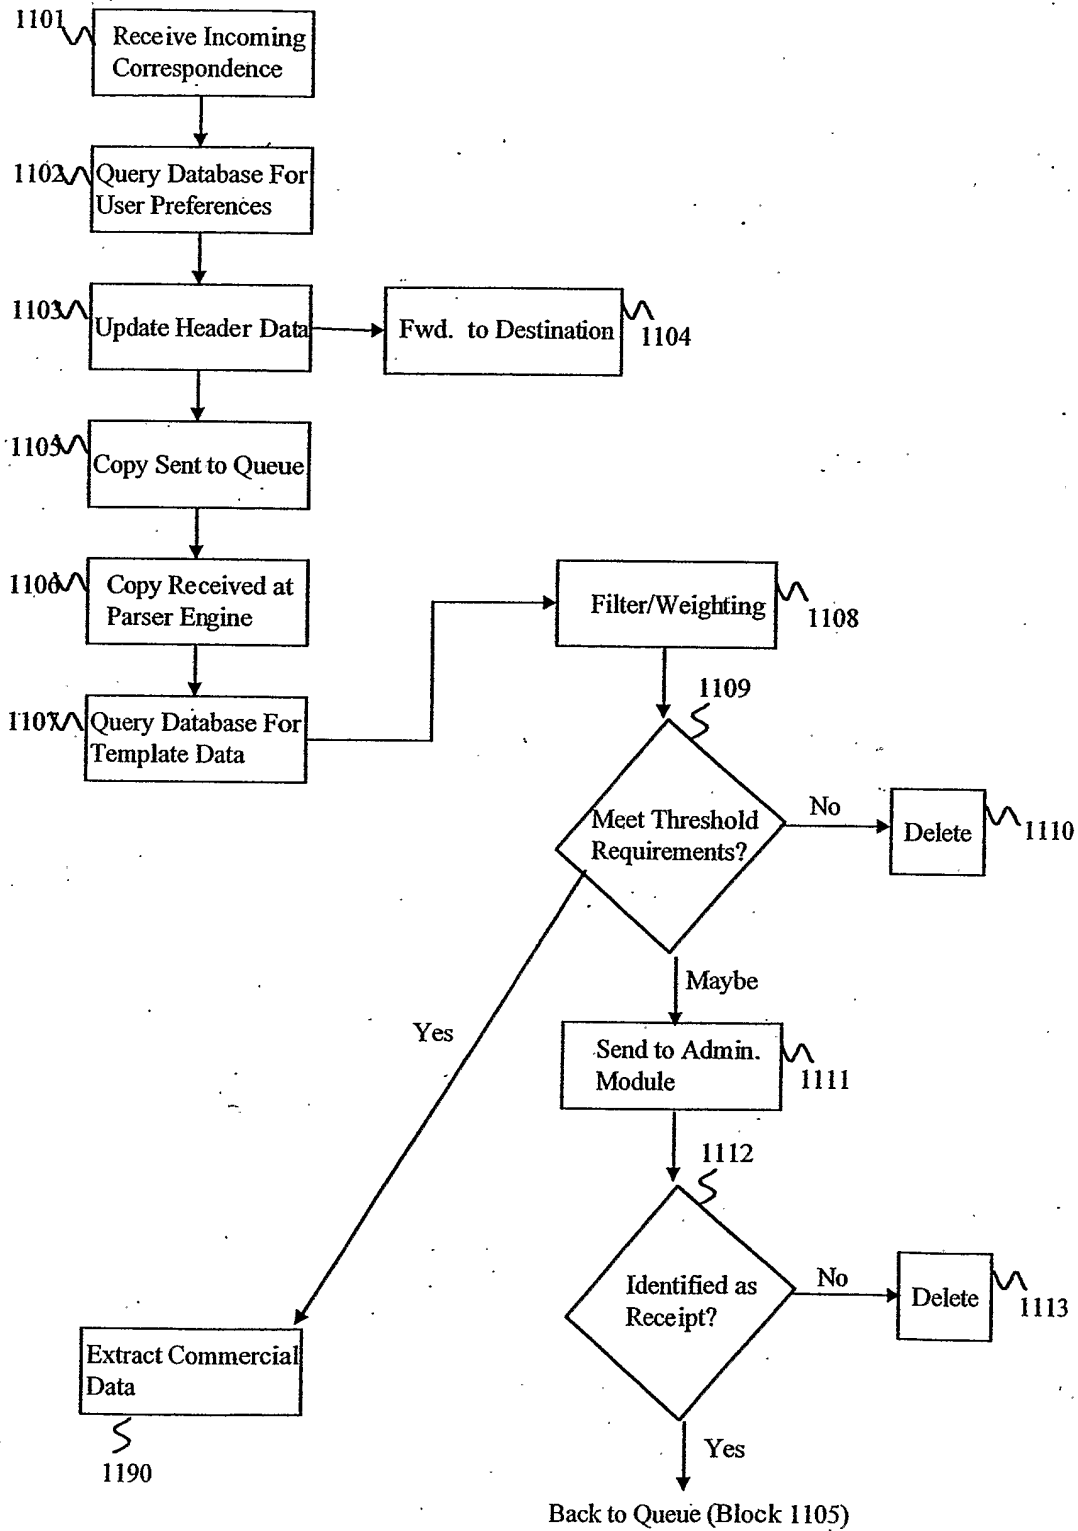 1101
Receive Incoming
Correspondence
1102
Query Database For
User Preferences
1103
Update Header Data
Fwd. to Destination
1104
1105
Copy Sent to Queue
1106
Copy Received at
Parser Engine
1107
Query Database For
Template Data
Filter/Weighting
1108
1109
Meet Threshold
Requirements?
No
Delete
1110
Maybe
Yes
Send to Admin.
Module
1111
1112
Identified as
Receipt?
No
Delete
1113
Extract Commercial
Data
1190
Yes
Back to Queue (Block 1105)